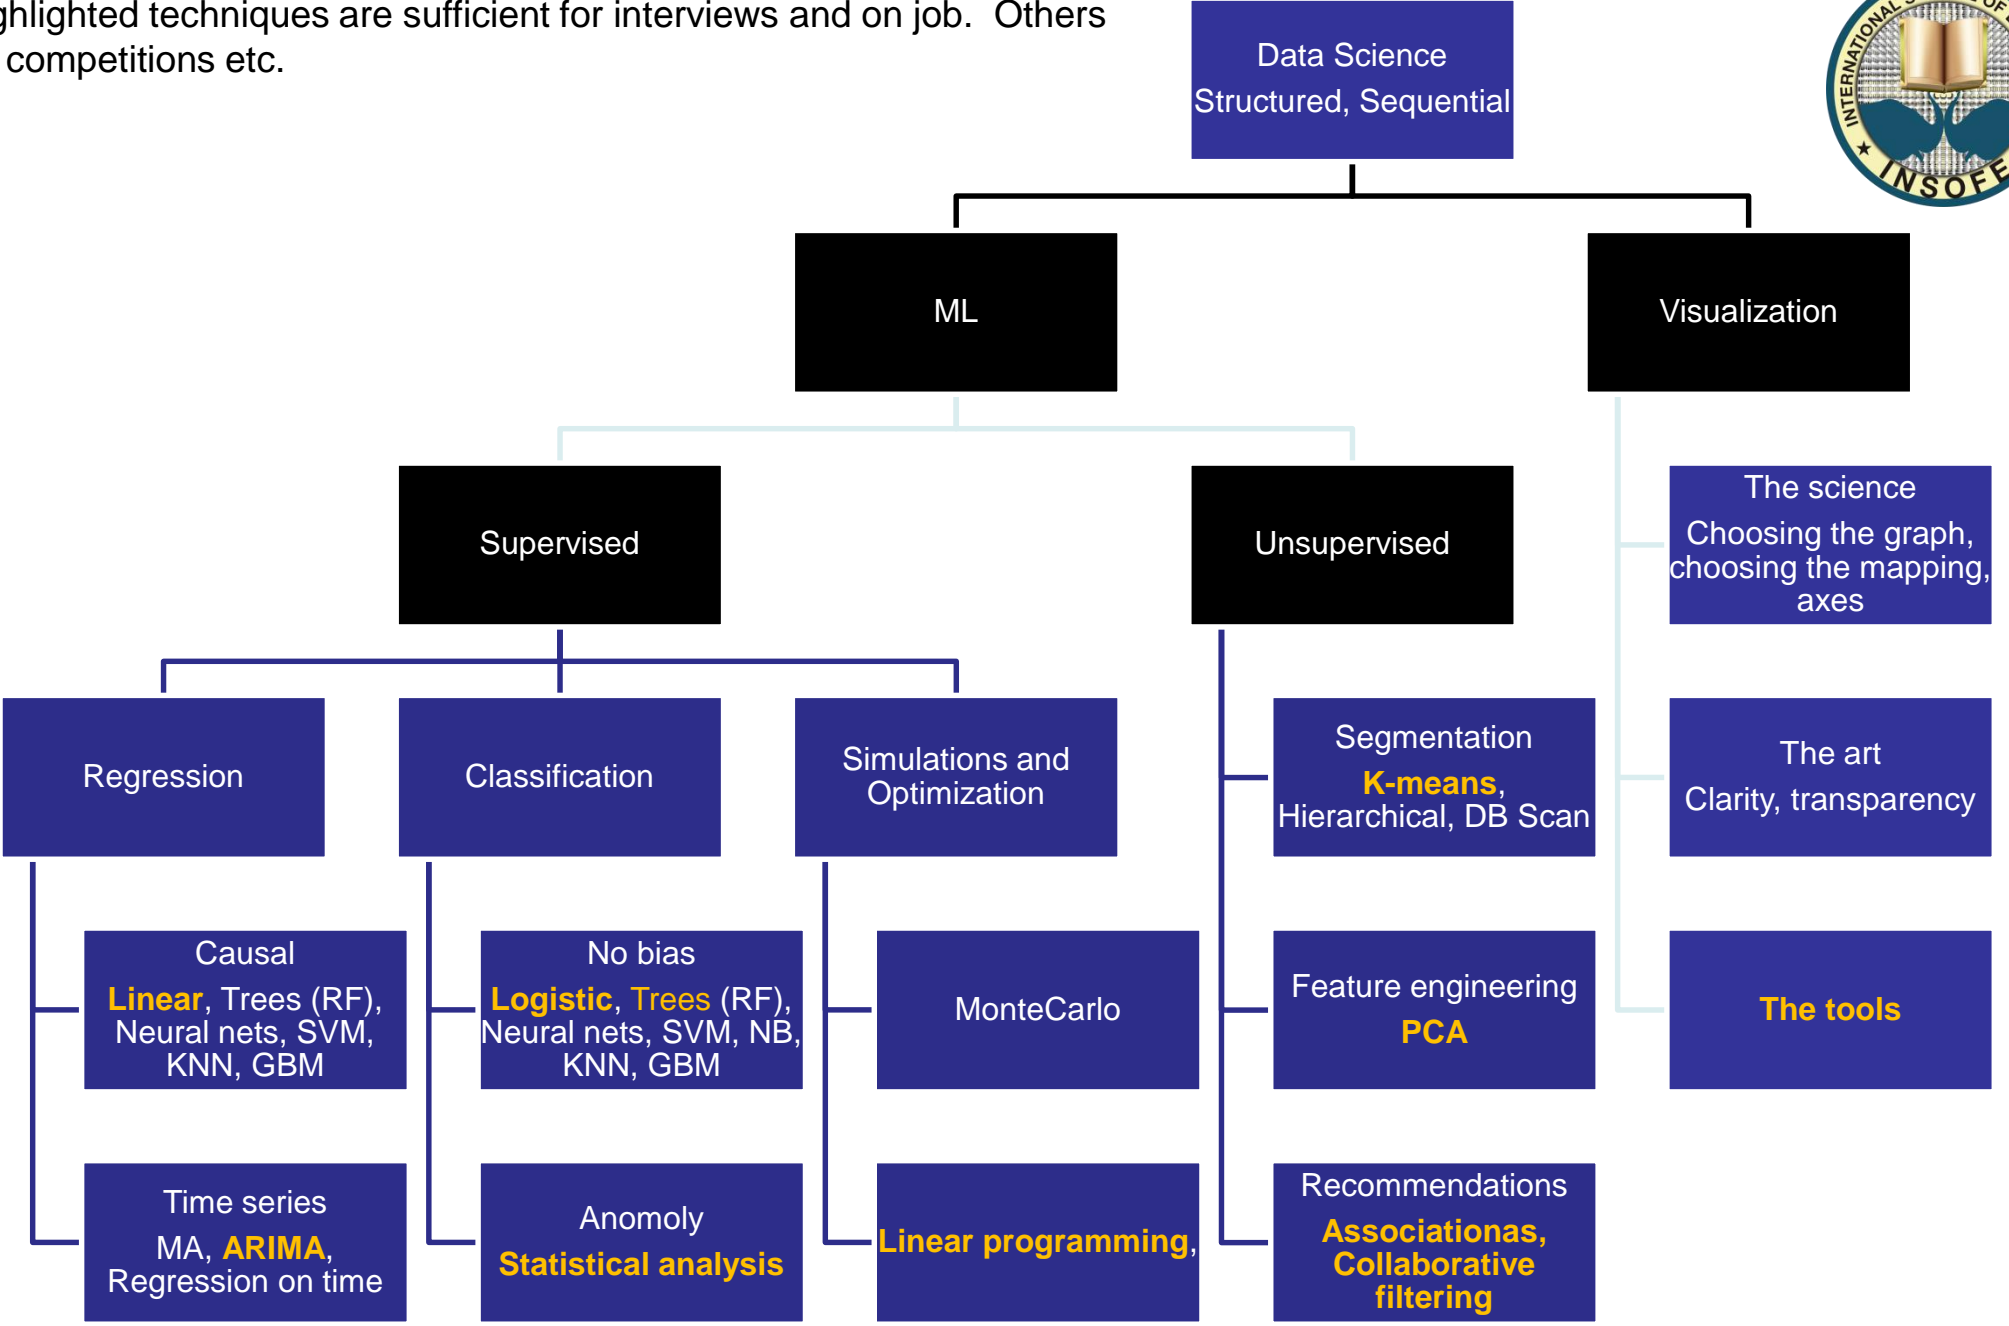 highlighted techniques are sufficient for interviews and on job. Others
competitions etc.
Data Science
Structured, Sequential
INTERNATIONAL
OF
INSOFE
ML
Visualization
Supervised
Unsupervised
The science
Choosing the graph,
choosing the mapping,
axes
Regression
Classification
Simulations and
Optimization
Segmentation
K-means,
Hierarchical, DB Scan
The art
Clarity, transparency
Causal
Linear, Trees (RF),
Neural nets, SVM,
KNN, GBM
No bias
Logistic, Trees (RF),
Neural nets, SVM, NB,
KNN, GBM
MonteCarlo
Feature engineering
PCA
The tools
Time series
MA, ARIMA,
Regression on time
Anomoly
Statistical analysis
Linear programming,
Recommendations
Associationas,
Collaborative
filtering